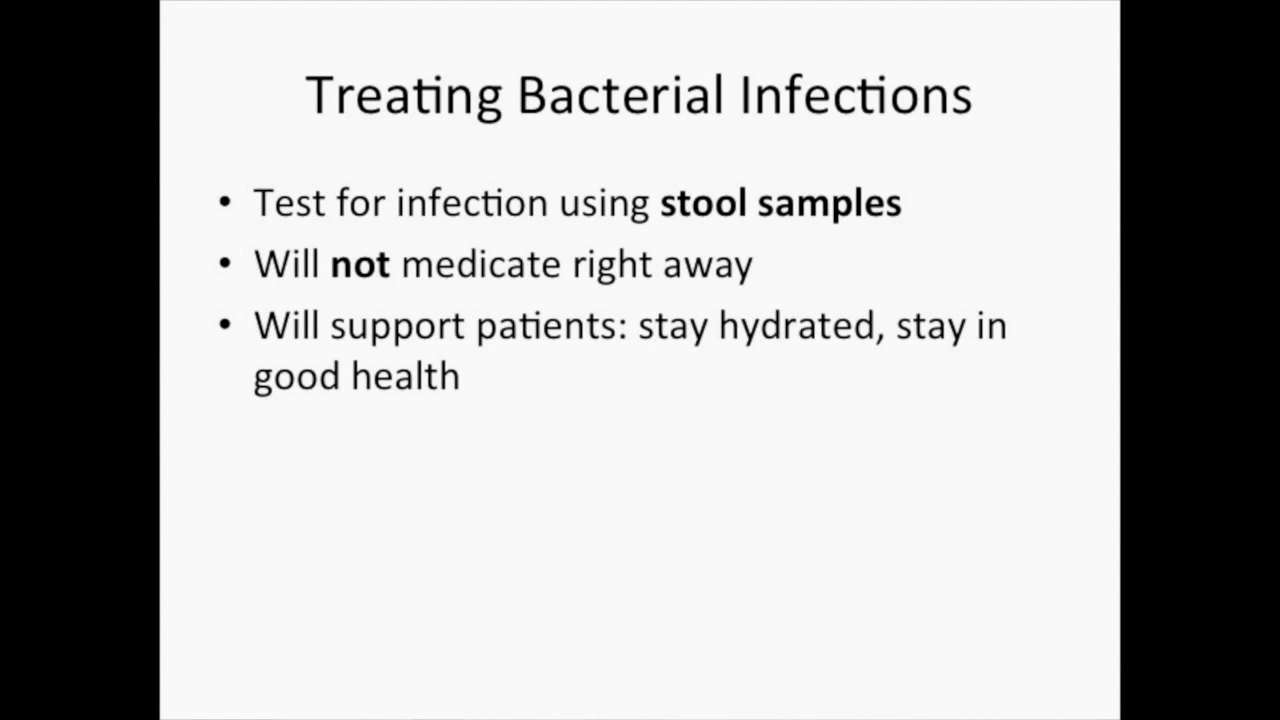 Treating Bacterial Infections
• Test for infection using stool samples
• Will not medicate right away
• Will support patients: stay hydrated, stay in
good health